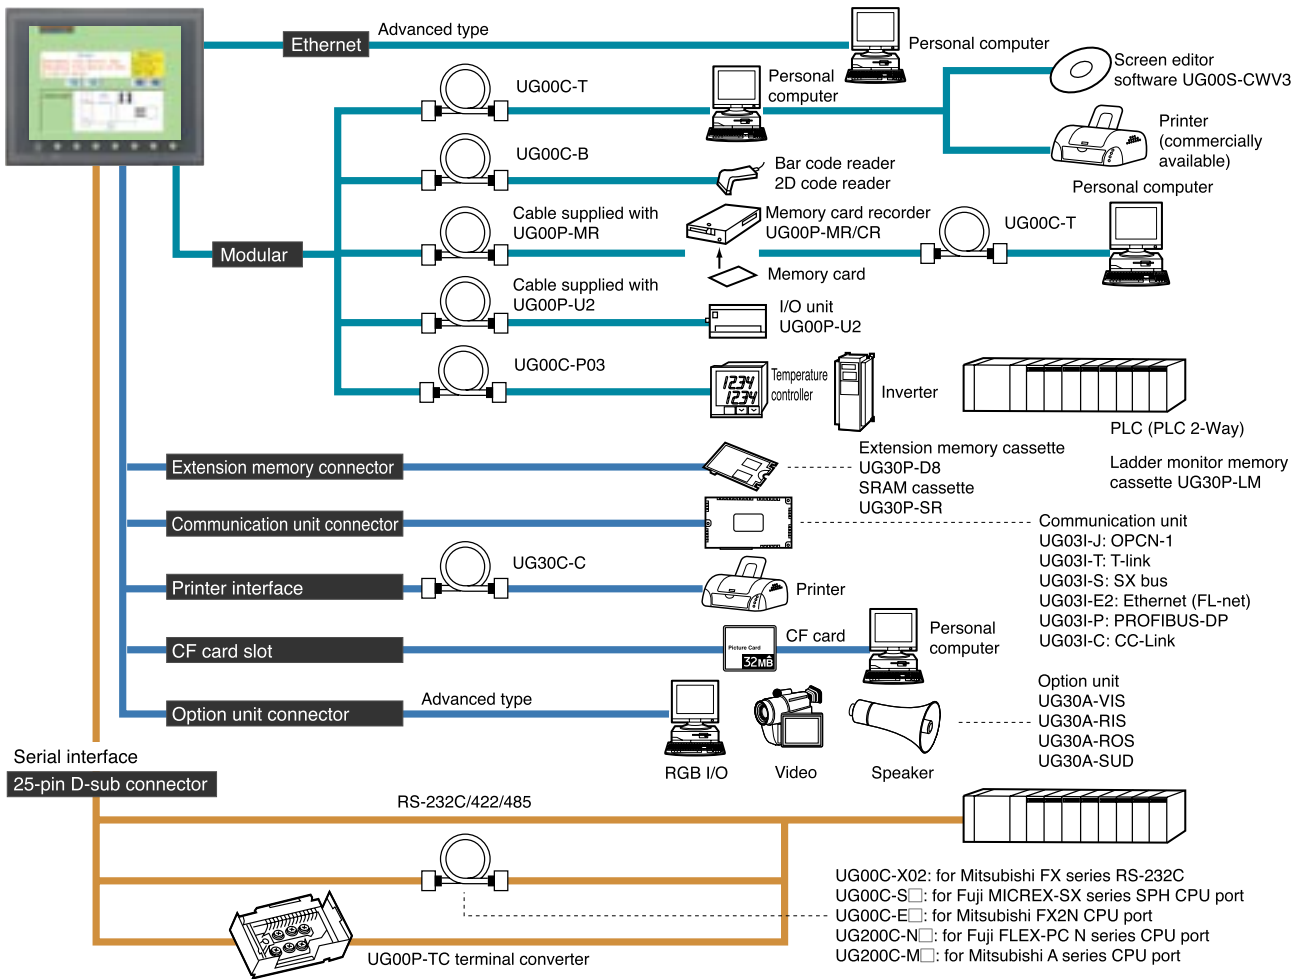 Ethernet
Advanced type
Personal computer
Screen editor
software UG00S-CWV3
UG00C-T
Personal
computer
Printer
(commercially
available)
UG00C-B
Bar code reader
2D code reader
Personal computer
Cable supplied with
UG00P-MR
Memory card recorder
UG00P-MR/CR
UG00C-T
Modular
Memory card
Cable supplied with
UG00P-U2
I/O unit
UG00P-U2
UG00C-P03
1234
1234
Temperature
controller
Inverter
PLC (PLC 2-Way)
Extension memory connector
Extension memory cassette
UG30P-D8
SRAM cassette
UG30P-SR
Ladder monitor memory
cassette UG30P-LM
Communication unit connector
Communication unit
UG03I-J: OPCN-1
UG03I-T: T-link
UG03I-S: SX bus
UG03I-E2: Ethernet (FL-net)
UG03I-P: PROFIBUS-DP
UG03I-C: CC-Link
Printer interface
UG30C-C
Printer
CF card slot
Picture Card
32MB
CF card
Personal
computer
Option unit connector
Advanced type
RGB I/O
Video
Speaker
Option unit
UG30A-VIS
UG30A-RIS
UG30A-ROS
UG30A-SUD
Serial interface
25-pin D-sub connector
RS-232C/422/485
UG00C-X02: for Mitsubishi FX series RS-232C
UG00C-S□: for Fuji MICREX-SX series SPH CPU port
UG00C-E□: for Mitsubishi FX2N CPU port
UG200C-N□: for Fuji FLEX-PC N series CPU port
UG200C-M□: for Mitsubishi A series CPU port
UG00P-TC terminal converter